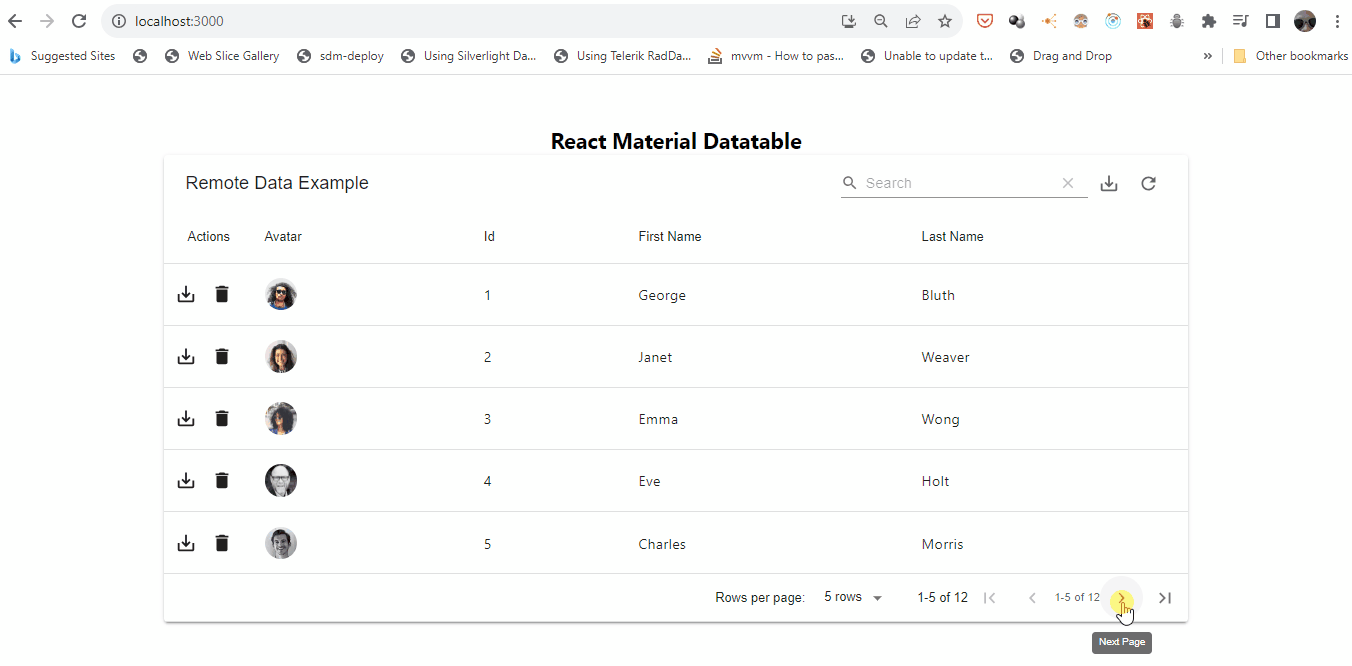 localhost:3000
Suggested Sites Web Slice Gallery sdm-deploy Using Silverlight Da... Using Telerik RadDa... mvvm - How to pas... Unable to update t... Drag and Drop » Other bookmarks
React Material Datatable
Remote Data Example Search
Actions Avatar Id First Name Last Name
1 George Bluth
2 Janet Weaver
3 Emma Wong
4 Eve Holt
5 Charles Morris
Rows per page: 5 rows 1-5 of 12 1-5 of 12
Next Page